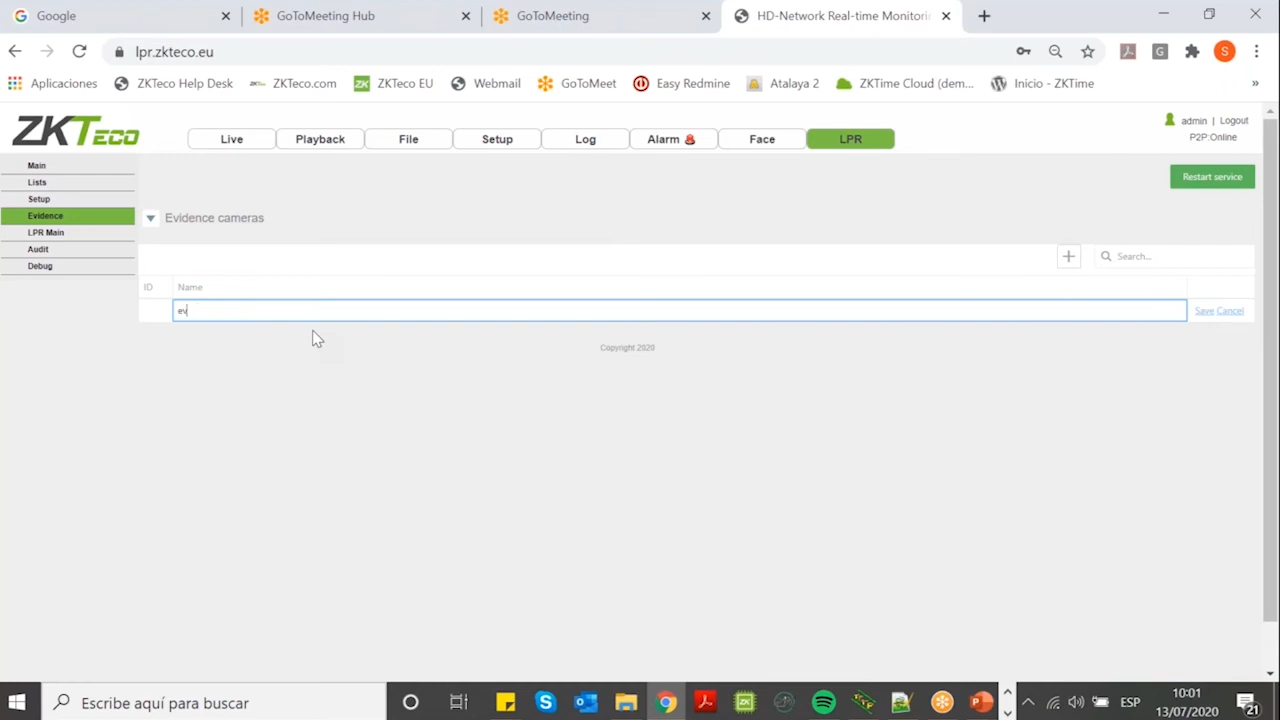 Google
GoToMeeting Hub
GoToMeeting
HD-Network Real-time Monitorin
lpr.zkteco.eu
Aplicaciones
ZKTeco Help Desk
ZKTeco.com
ZKTeco EU
Webmail
GoToMeet
Easy Redmine
Atalaya 2
ZKTime Cloud (dem...
Inicio - ZKTime
»
ZKTECO
Live
Playback
File
Setup
Log
Alarm
Face
LPR
admin | Logout
P2P:Online
Main
Lists
Setup
Evidence
LPR Main
Audit
Debug
Restart service
Evidence cameras
Search...
ID
Name
ev
Save Cancel
Copyright 2020
Escribe aquí para buscar
ESP
10:01
13/07/2020
21